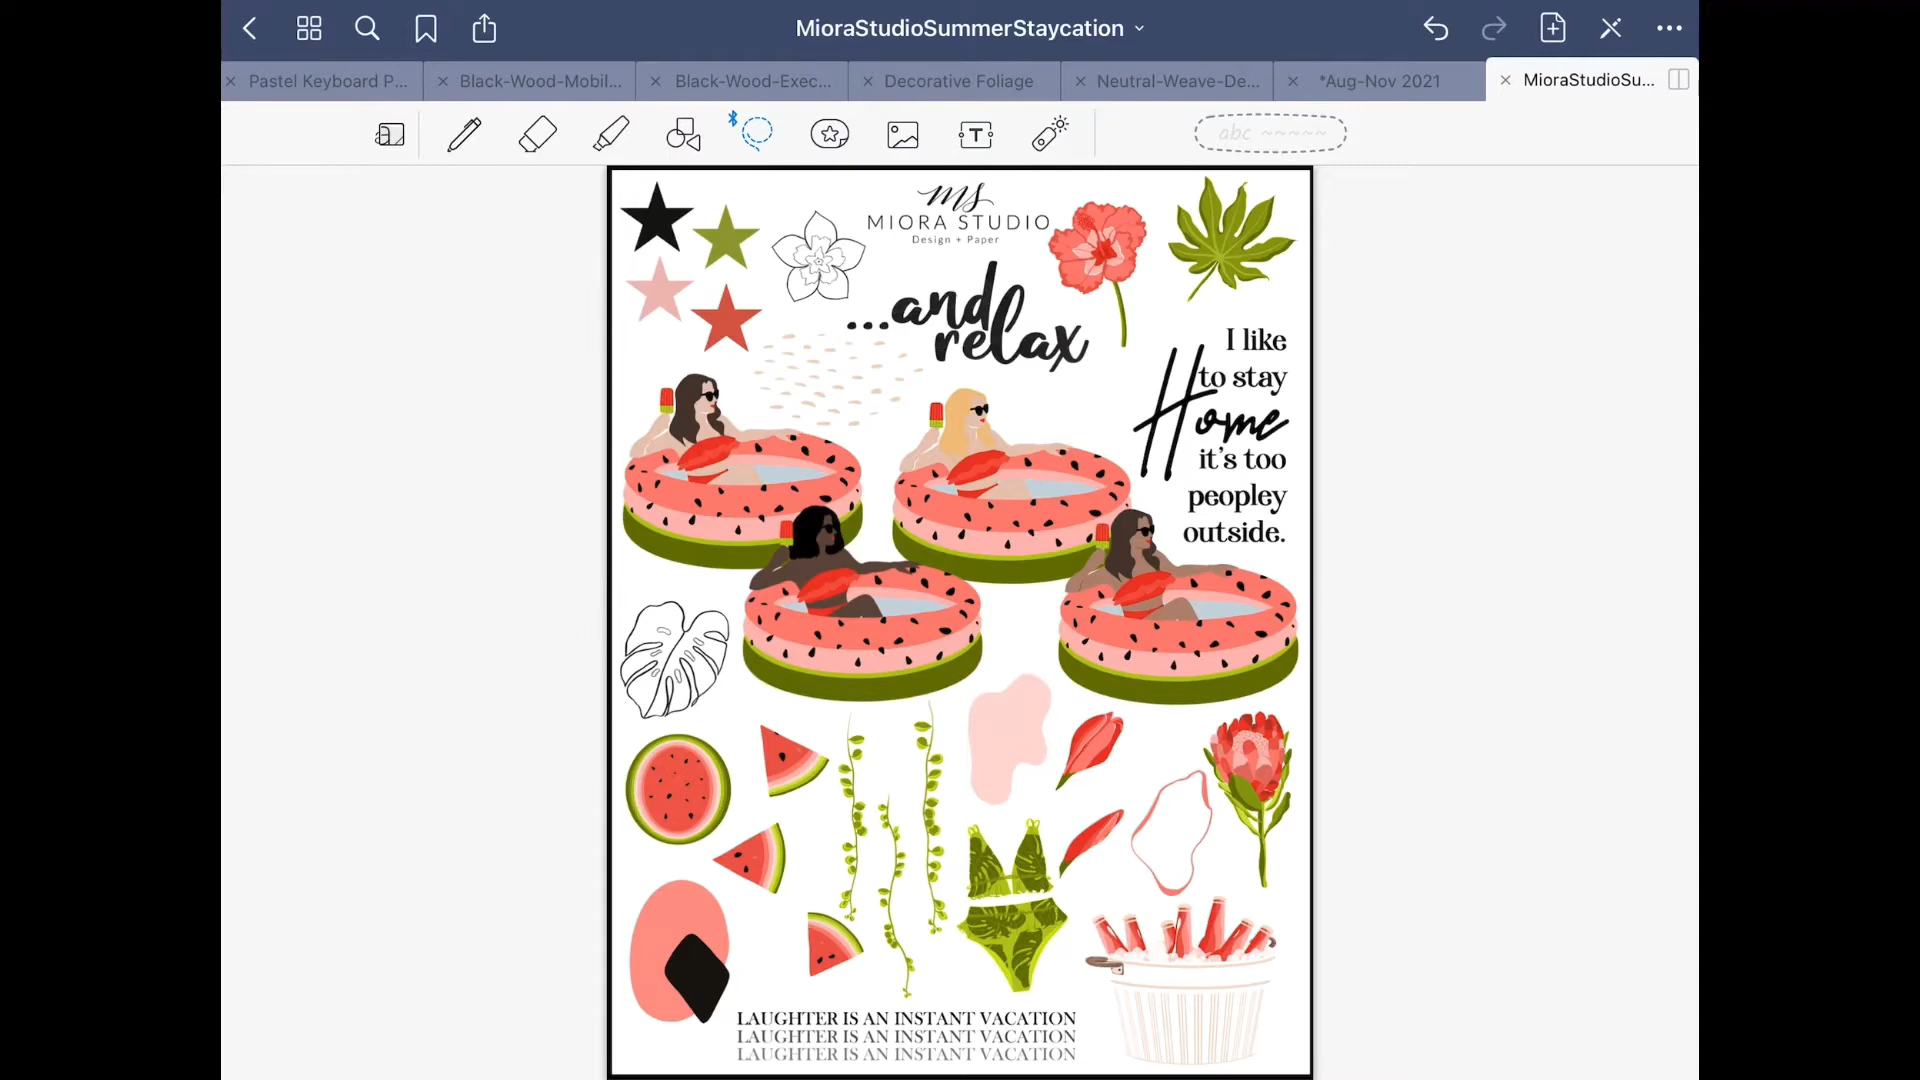 MioraStudioSummerStaycation
Pastel Keyboard P...
Black-Wood-Mobil...
Black-Wood-Exec...
Decorative Foliage
Neutral-Weave-De...
*Aug-Nov 2021
MioraStudioSu...
abc
T
ms
MIORA STUDIO
Design + Paper
...and
relax
I like
to stay
Home
it's too
peopley
outside.
LAUGHTER IS AN INSTANT VACATION
LAUGHTER IS AN INSTANT VACATION
LAUGHTER IS AN INSTANT VACATION